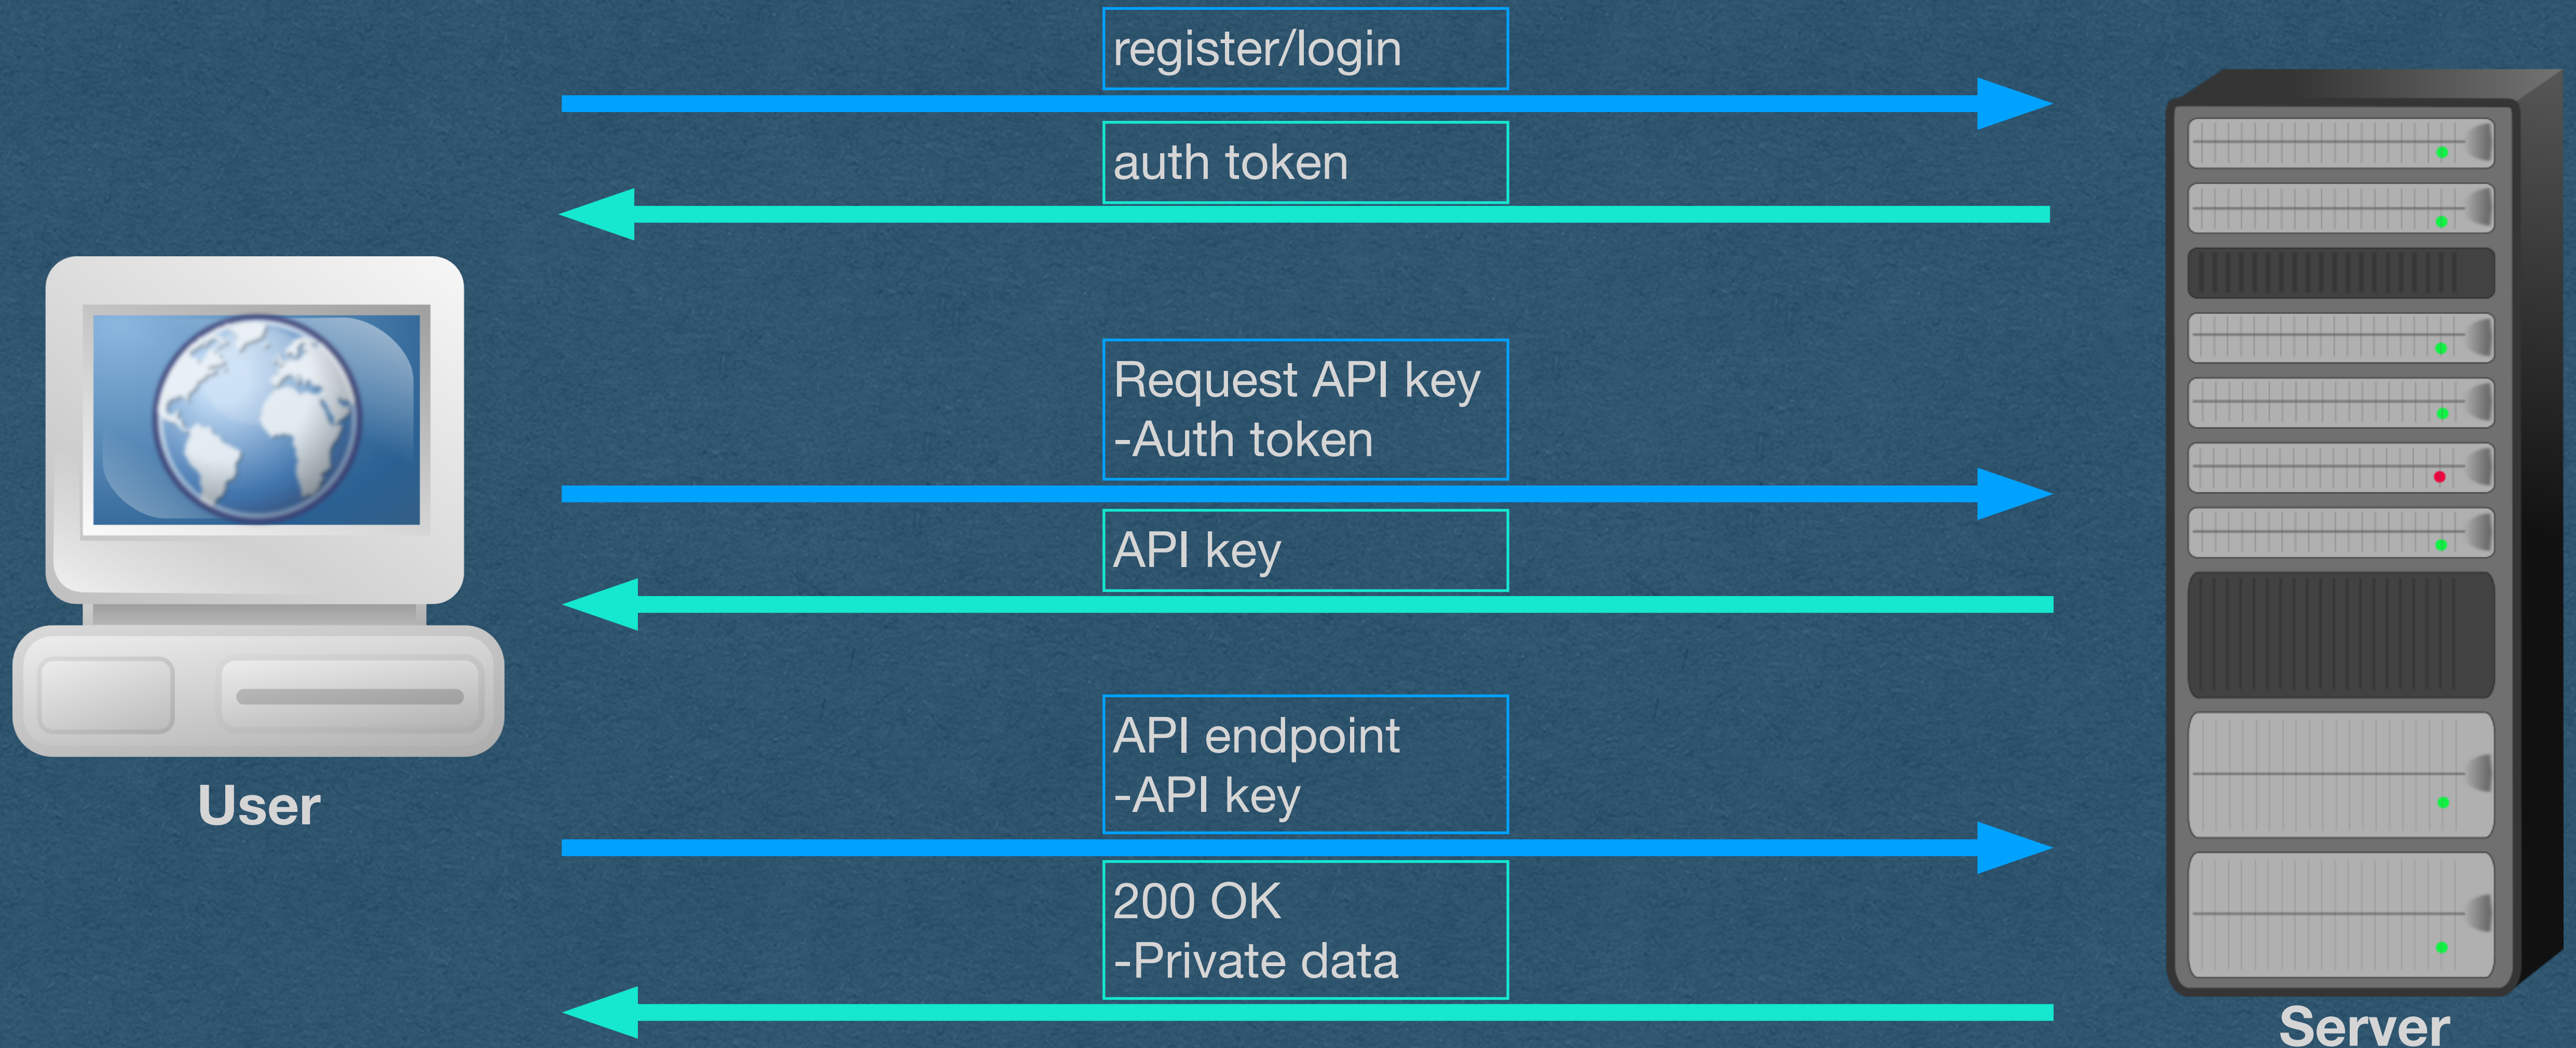 register/login
auth token
Request API key
-Auth token
API key
API endpoint
-API key
200 OK
-Private data
User
Server